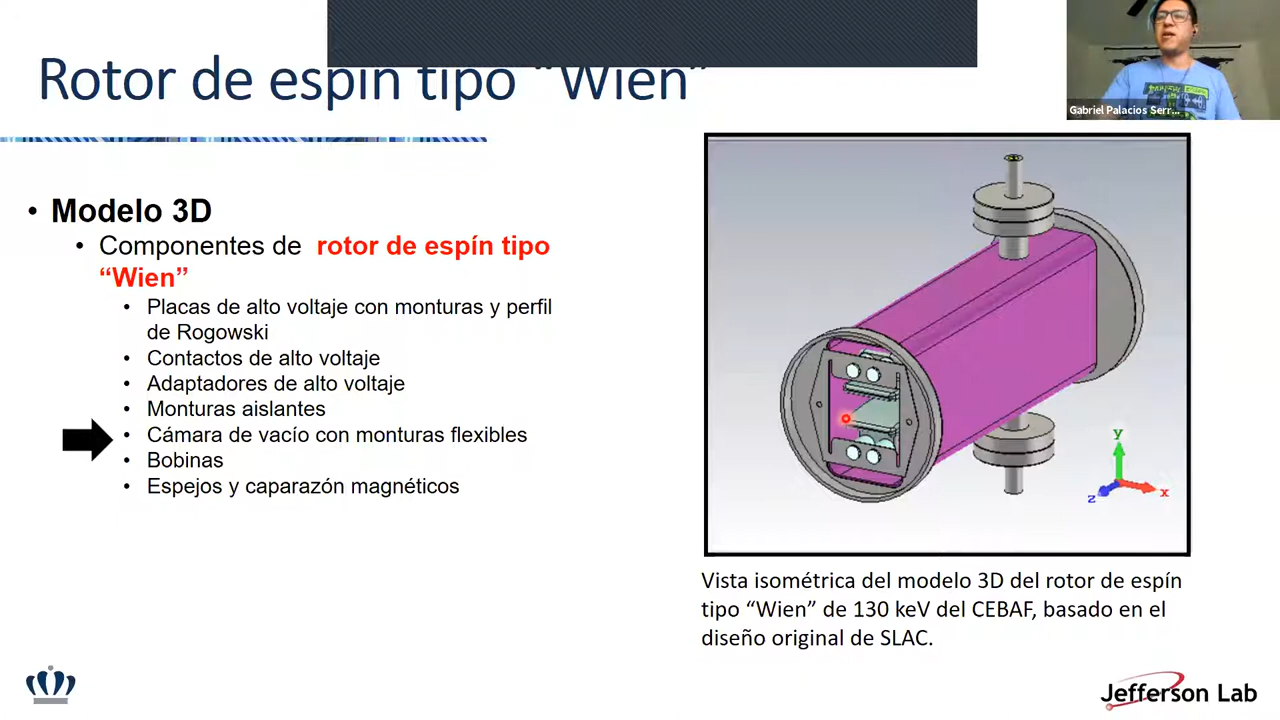 Rotor de espín tipo “Wien”
Gabriel Palacios Serr...
• Modelo 3D
• Componentes de rotor de espín tipo
“Wien”
• Placas de alto voltaje con monturas y perfil
de Rogowski
• Contactos de alto voltaje
• Adaptadores de alto voltaje
• Monturas aislantes
• Cámara de vacío con monturas flexibles
• Bobinas
• Espejos y caparazón magnéticos
y
z
x
Vista isométrica del modelo 3D del rotor de espín
tipo “Wien” de 130 keV del CEBAF, basado en el
diseño original de SLAC.
Jefferson Lab